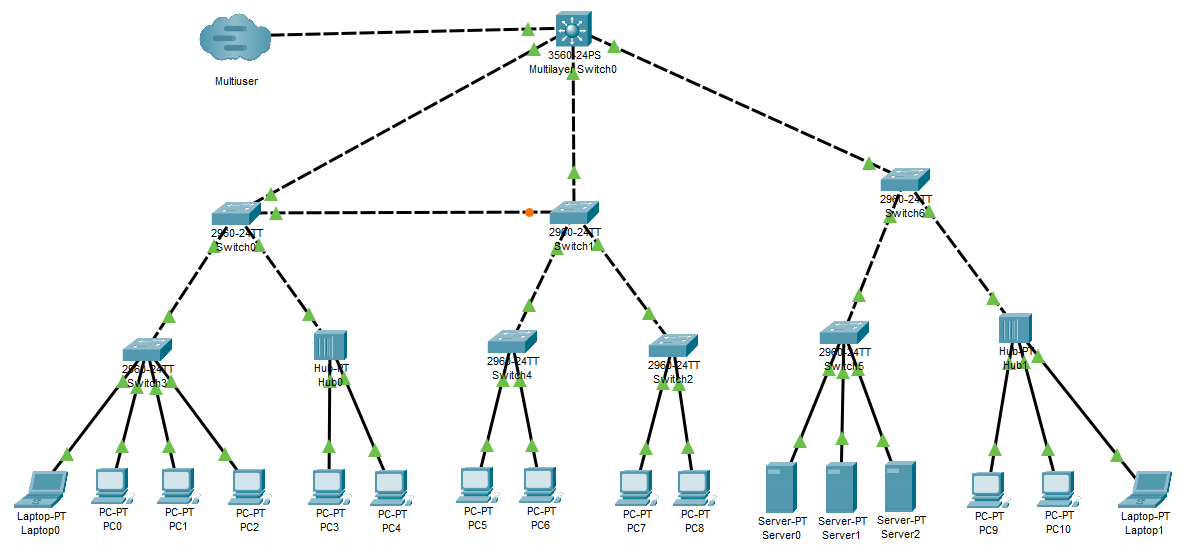 3560-24PS
Multilayer Switch0
Multiuser
2960-24TT
Switch6
2960-24TT
Switch0
2960-24TT
Switch1
2960-24TT
Switch3
Hub-PT
Hub0
2960-24TT
Switch4
2960-24TT
Switch2
2960-24TT
Switch5
Hub-PT
Hub1
Laptop-PT
Laptop0
PC-PT
PC0
PC-PT
PC1
PC-PT
PC2
PC-PT
PC3
PC-PT
PC4
PC-PT
PC5
PC-PT
PC6
PC-PT
PC7
PC-PT
PC8
Server-PT
Server0
Server-PT
Server1
Server-PT
Server2
PC-PT
PC9
PC-PT
PC10
Laptop-PT
Laptop1